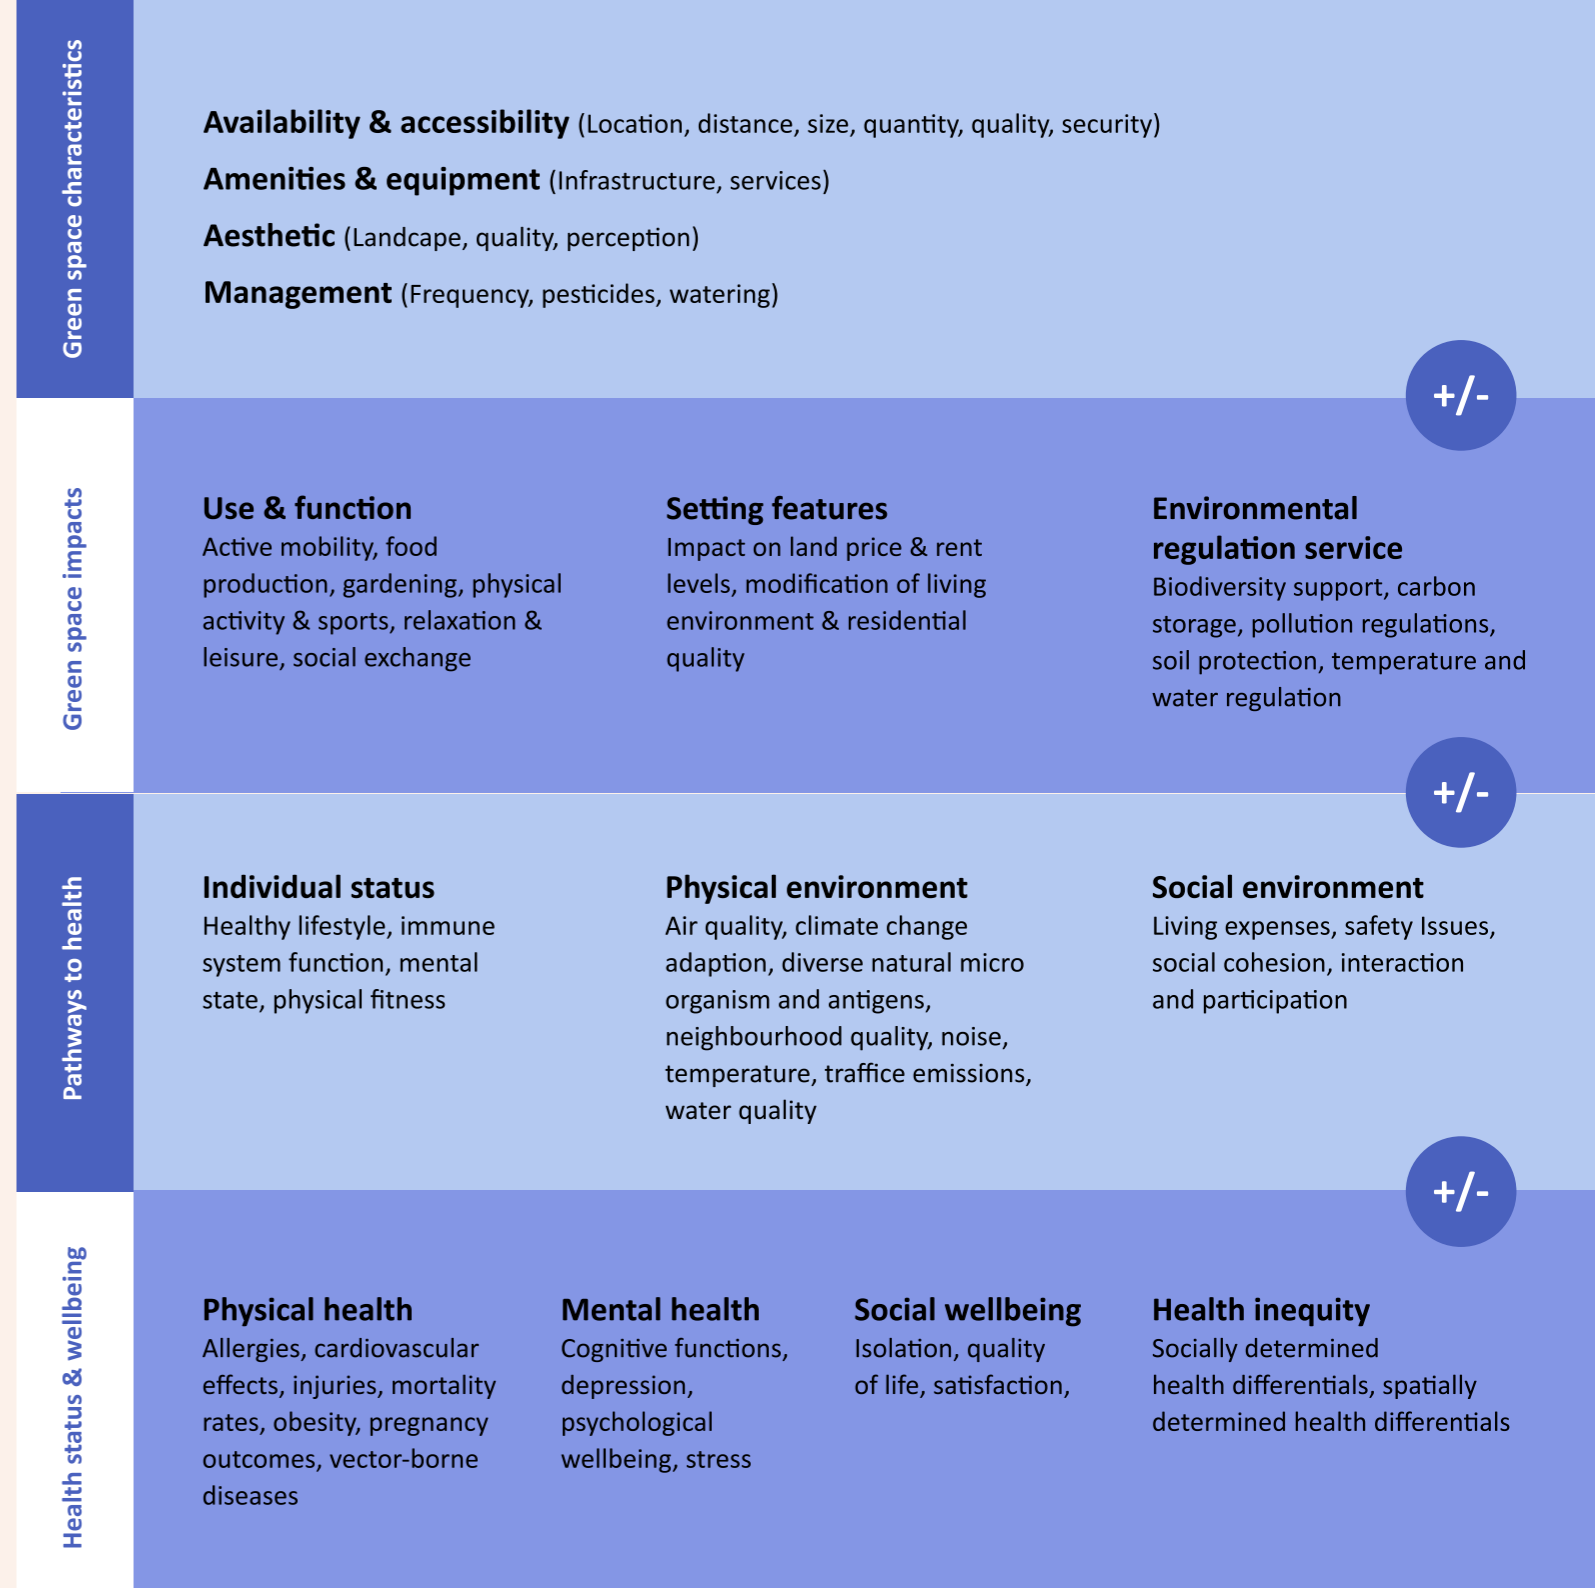 Green space characteristics
Availability & accessibility (Location, distance, size, quantity, quality, security)
Amenities & equipment (Infrastructure, services)
Aesthetic (Landcape, quality, perception)
Management (Frequency, pesticides, watering)
+/-
Green space impacts
Use & function
Active mobility, food
production, gardening, physical
activity & sports, relaxation &
leisure, social exchange
Setting features
Impact on land price & rent
levels, modification of living
environment & residential
quality
Environmental
regulation service
Biodiversity support, carbon
storage, pollution regulations,
soil protection, temperature and
water regulation
+/-
Pathways to health
Individual status
Healthy lifestyle, immune
system function, mental
state, physical fitness
Physical environment
Air quality, climate change
adaption, diverse natural micro
organism and antigens,
neighbourhood quality, noise,
temperature, traffice emissions,
water quality
Social environment
Living expenses, safety Issues,
social cohesion, interaction
and participation
+/-
Health status & wellbeing
Physical health
Allergies, cardiovascular
effects, injuries, mortality
rates, obesity, pregnancy
outcomes, vector-borne
diseases
Mental health
Cognitive functions,
depression,
psychological
wellbeing, stress
Social wellbeing
Isolation, quality
of life, satisfaction,
Health inequity
Socially determined
health differentials, spatially
determined health differentials